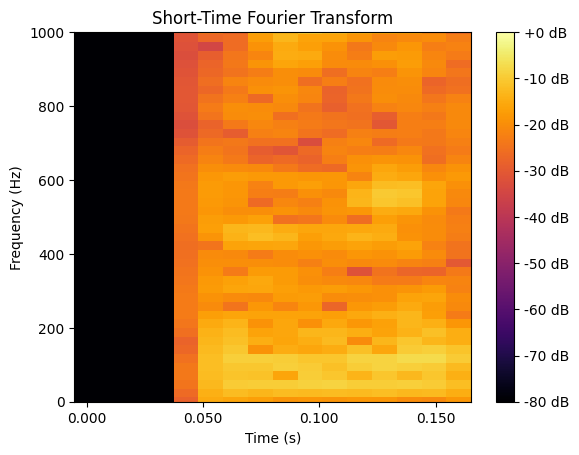 Short-Time Fourier Transform
1000
800
600
400
200
0
Frequency (Hz)
0.000
0.050
0.100
0.150
Time (s)
+0 dB
-10 dB
-20 dB
-30 dB
-40 dB
-50 dB
-60 dB
-70 dB
-80 dB